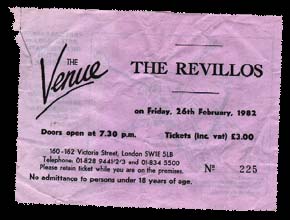 THE
Venue
THE REVILLOS
on Friday, 26th February, 1982
Doors open at 7.30 p.m. Tickets (inc. vat) £3.00
160-162 Victoria Street, London SW1E 5LB
Telephone: 01-828 9441/2/3 and 01-834 5500
Please retain ticket while you are on the premises. Nº 225
No admittance to persons under 18 years of age.